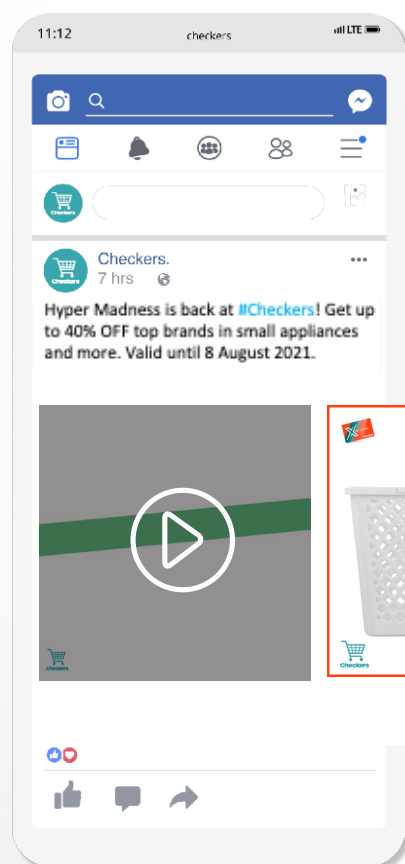 11:12 checkers LTE
Checkers
Checkers.
7 hrs
Checkers
Hyper Madness is back at #Checkers! Get up
to 40% OFF top brands in small appliances
and more. Valid until 8 August 2021.
Checkers
Checkers